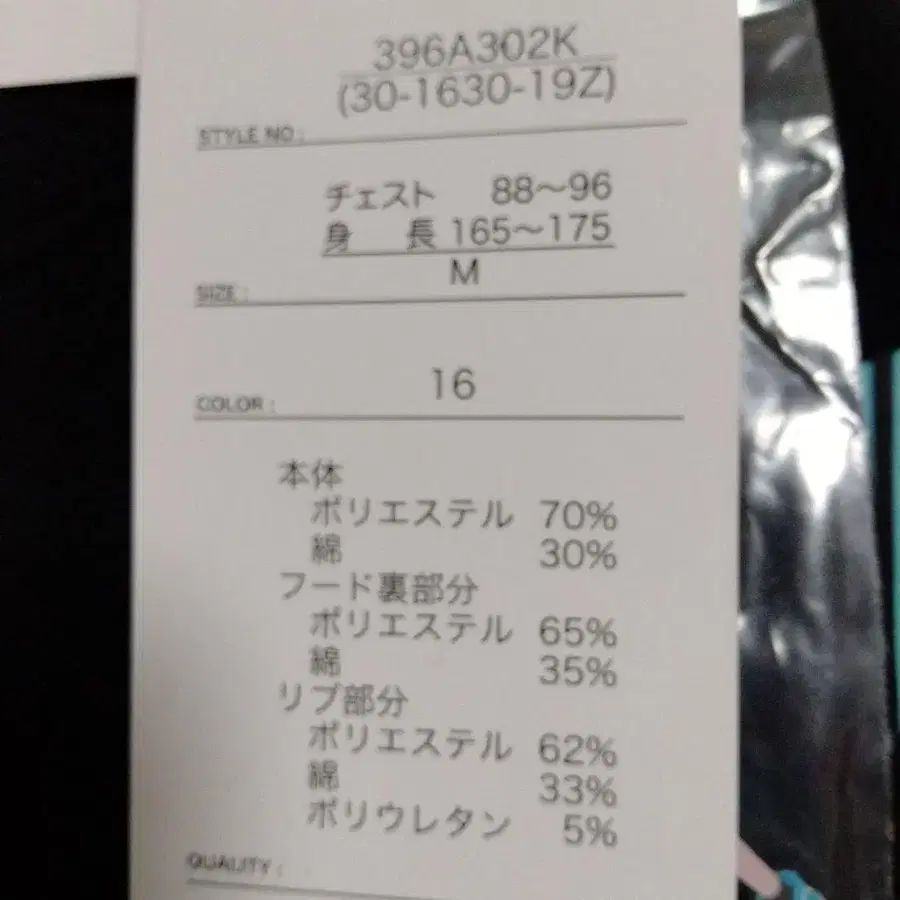 396A302K
(30-1630-19Z)
STYLE NO :
チェスト 88～96
身 長 165～175
M
SIZE :
16
COLOR :
本体
ポリエステル 70%
綿 30%
フード裏部分
ポリエステル 65%
綿 35%
リブ部分
ポリエステル 62%
綿 33%
ポリウレタン 5%
QUALITY :